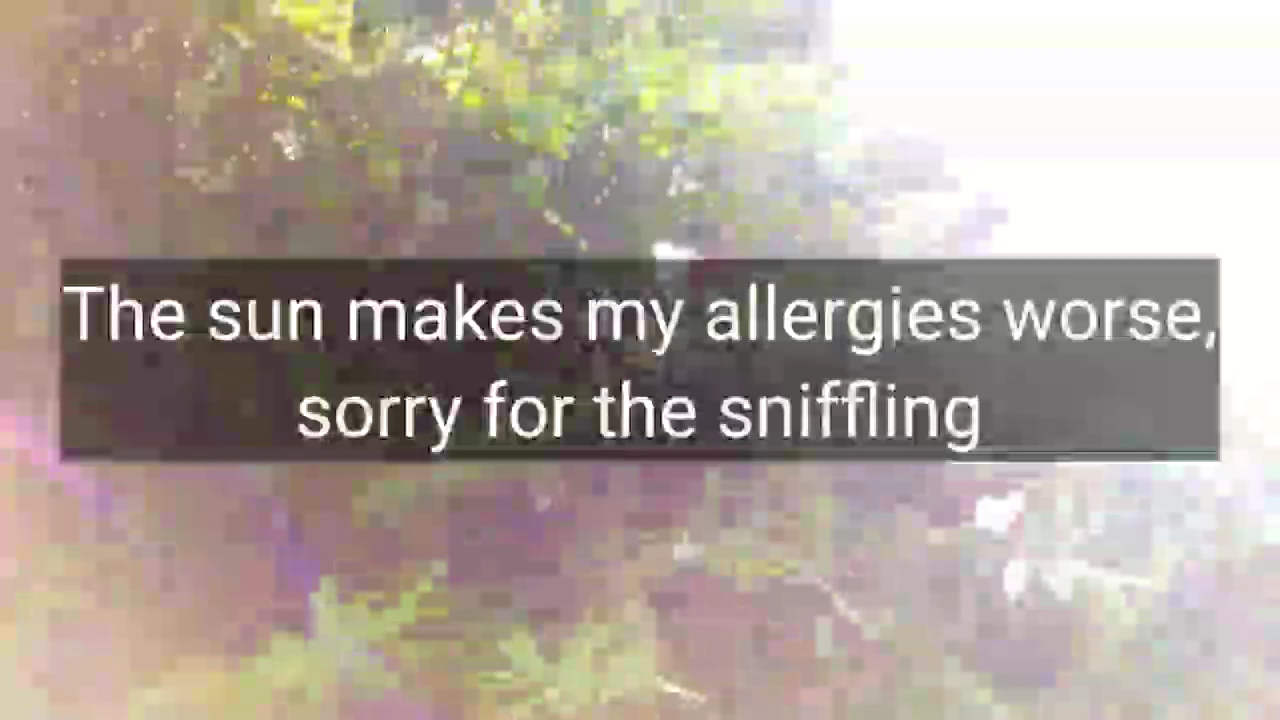 The sun makes my allergies worse,
sorry for the sniffling